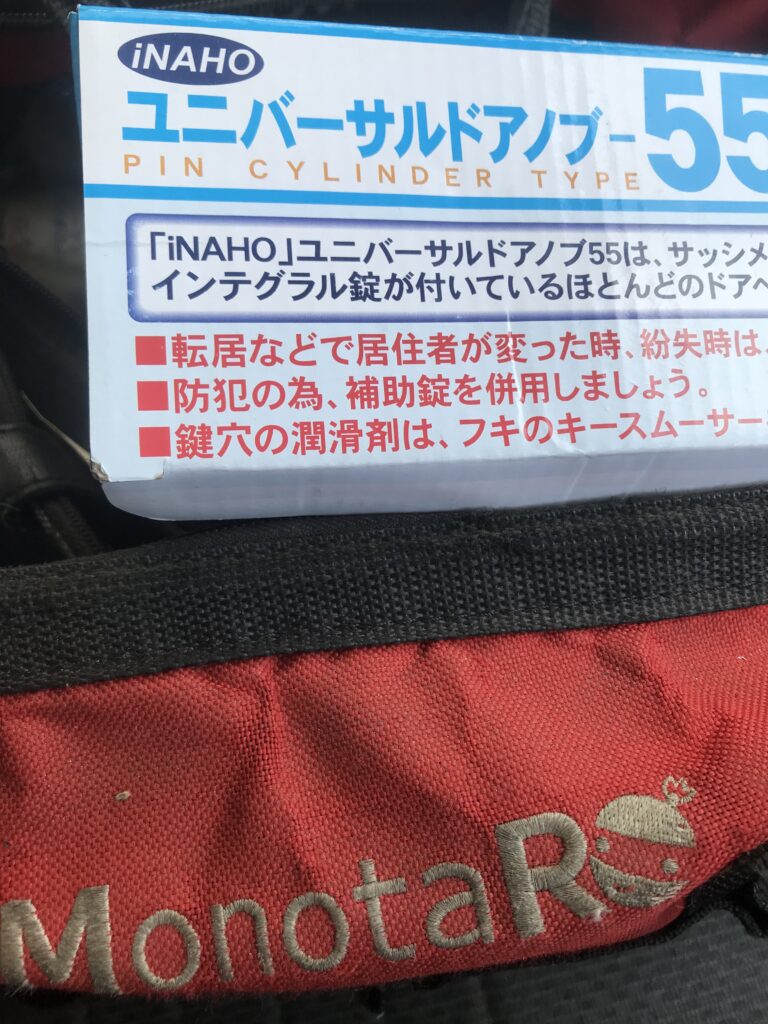 iNAHO
ユニバーサルドアノブ-55
PIN CYLINDER TYPE
「iNAHO」ユニバーサルドアノブ55は、サッシメ
インテグラル錠が付いているほとんどのドアへ
■転居などで居住者が変った時、紛失時は、
■防犯の為、補助錠を併用しましょう。
■鍵穴の潤滑剤は、フキのキースムーサー
MonotaRO